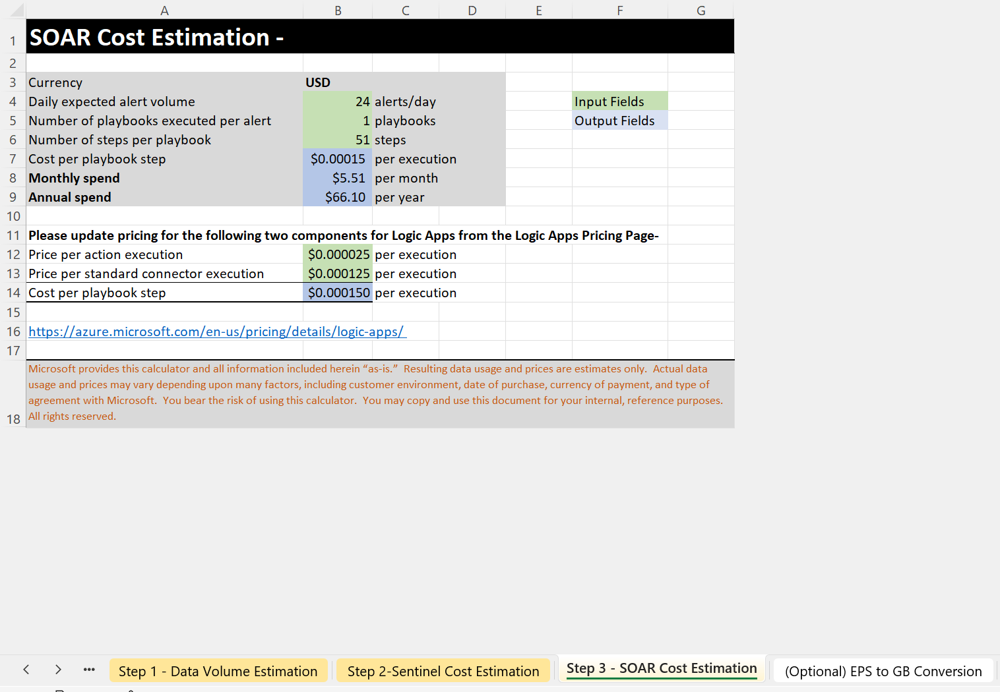 A B C D E F G
1 SOAR Cost Estimation -
2
3 Currency USD
4 Daily expected alert volume 24 alerts/day Input Fields
5 Number of playbooks executed per alert 1 playbooks Output Fields
6 Number of steps per playbook 51 steps
7 Cost per playbook step $0.00015 per execution
8 Monthly spend $5.51 per month
9 Annual spend $66.10 per year
10
11 Please update pricing for the following two components for Logic Apps from the Logic Apps Pricing Page-
12 Price per action execution $0.000025 per execution
13 Price per standard connector execution $0.000125 per execution
14 Cost per playbook step $0.000150 per execution
15
16 https://azure.microsoft.com/en-us/pricing/details/logic-apps/
17
Microsoft provides this calculator and all information included herein “as-is.”  Resulting data usage and prices are estimates only.  Actual data
usage and prices may vary depending upon many factors, including customer environment, date of purchase, currency of payment, and type of
agreement with Microsoft.  You bear the risk of using this calculator.  You may copy and use this document for your internal, reference purposes.
18 All rights reserved.
Step 1 - Data Volume Estimation Step 2-Sentinel Cost Estimation Step 3 - SOAR Cost Estimation (Optional) EPS to GB Conversion